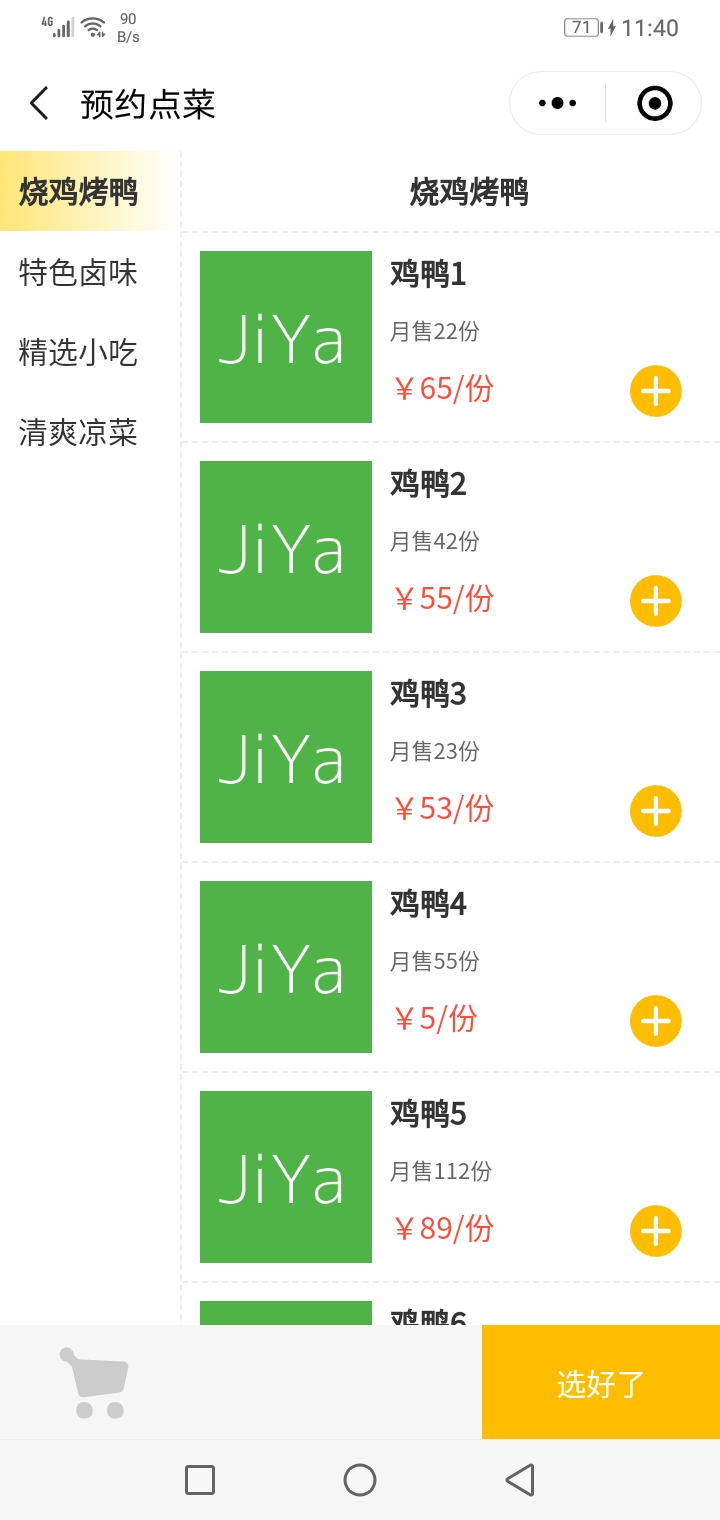 4G
90
B/s
71
11:40
预约点菜
烧鸡烤鸭
特色卤味
精选小吃
清爽凉菜
烧鸡烤鸭
JiYa
鸡鸭1
月售22份
￥65/份
JiYa
鸡鸭2
月售42份
￥55/份
JiYa
鸡鸭3
月售23份
￥53/份
JiYa
鸡鸭4
月售55份
￥5/份
JiYa
鸡鸭5
月售112份
￥89/份
鸡鸭6
选好了